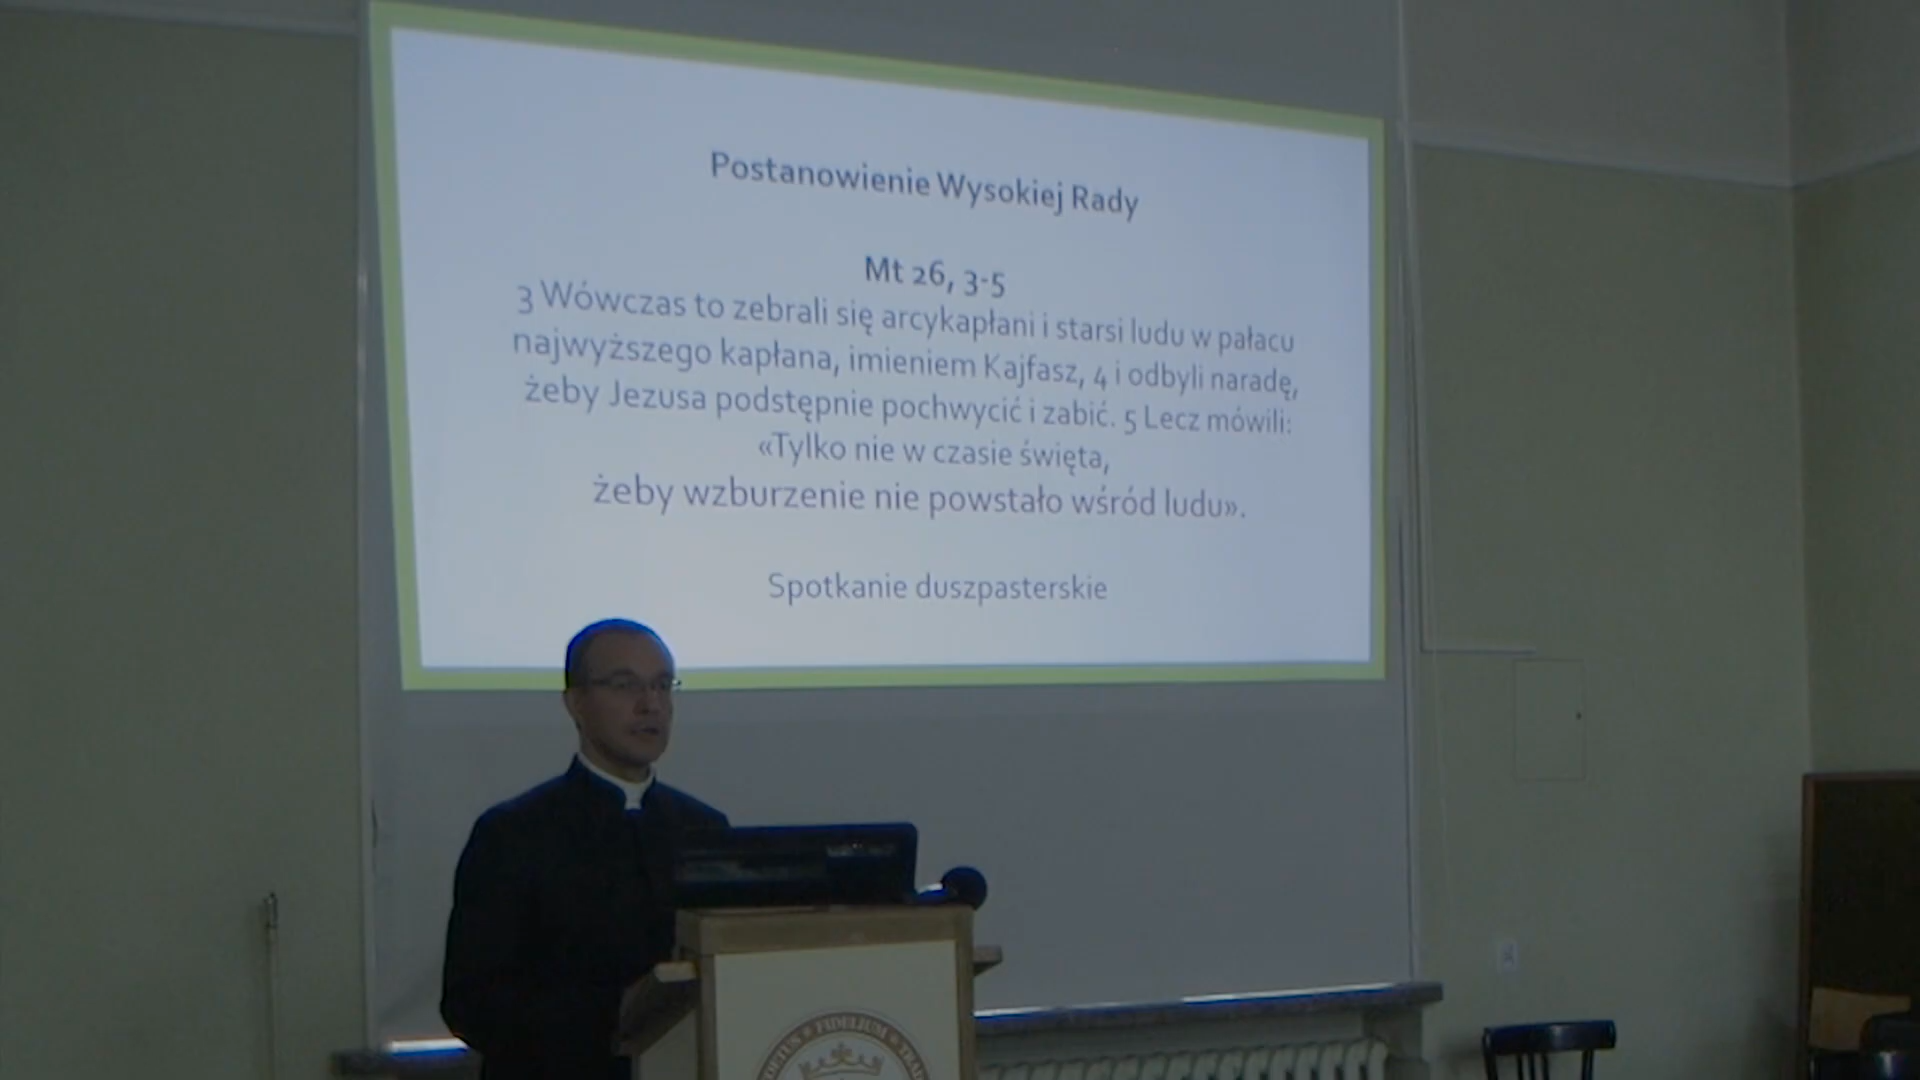 Postanowienie Wysokiej Rady
Mt 26, 3-5
3 Wówczas to zebrali się arcykapłani i starsi ludu w pałacu
najwyższego kapłana, imieniem Kajfasz, 4 i odbyli naradę,
żeby Jezusa podstępnie pochwycić i zabić. 5 Lecz mówili:
«Tylko nie w czasie święta,
żeby wzburzenie nie powstało wśród ludu».
Spotkanie duszpasterskie
FIDELIUM